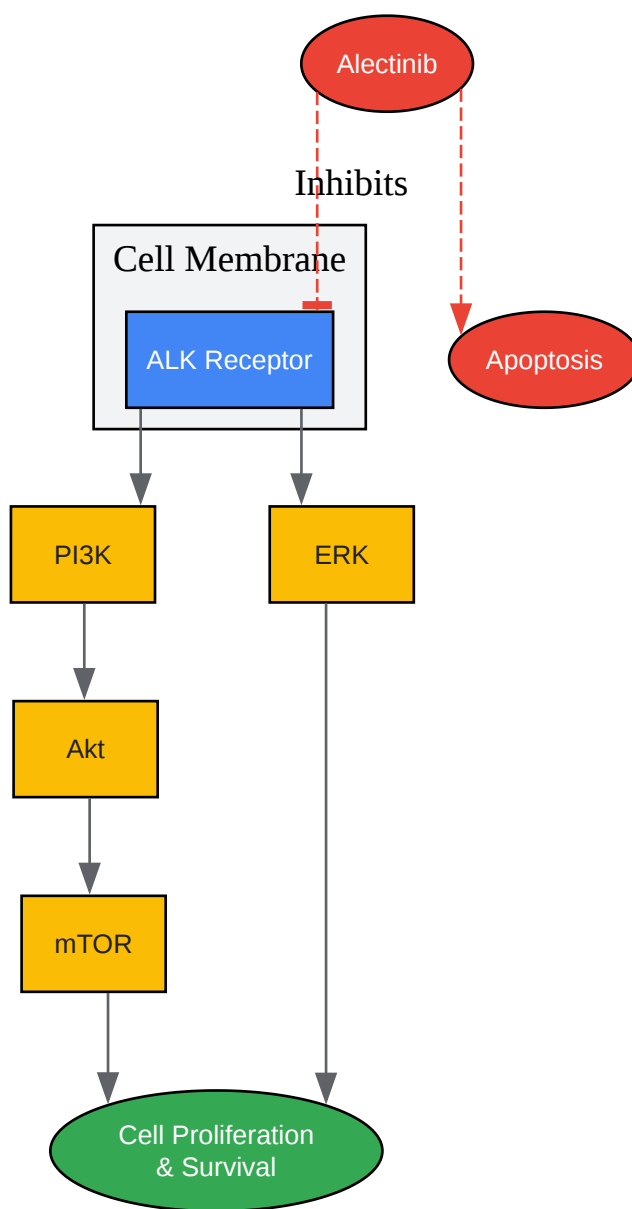 Alectinib
Inhibits
Cell Membrane
ALK Receptor
Apoptosis
PI3K
ERK
Akt
mTOR
Cell Proliferation
& Survival